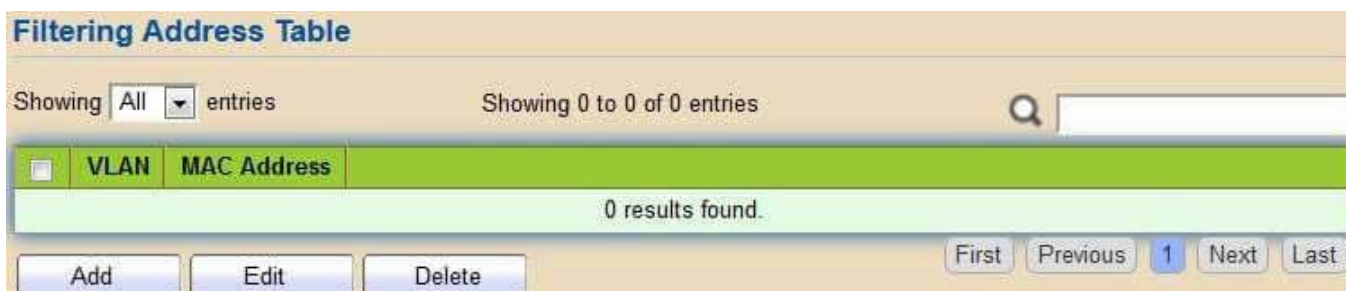 Filtering Address Table
Showing All entries Showing 0 to 0 of 0 entries
VLAN MAC Address
0 results found.
First Previous 1 Next Last
Add Edit Delete